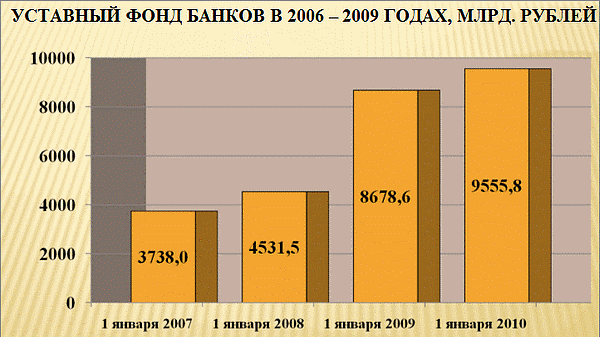 УСТАВНЫЙ ФОНД БАНКОВ В 2006 – 2009 ГОДАХ, МЛРД. РУБЛЕЙ
10000
8000
6000
4000
2000
0
3738,0
4531,5
8678,6
9555,8
1 января 2007
1 января 2008
1 января 2009
1 января 2010